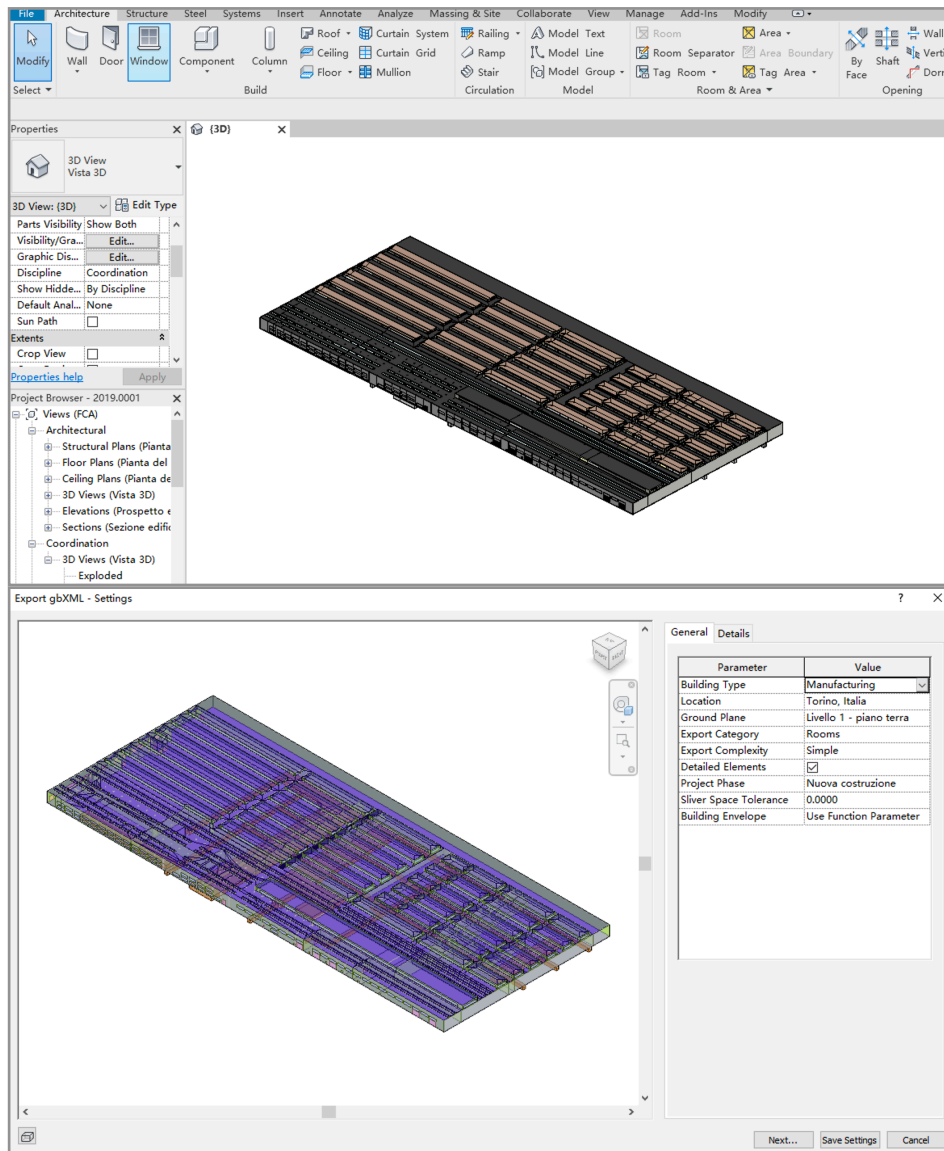 File Architecture Structure Steel Systems Insert Annotate Analyze Massing & Site Collaborate View Manage Add-Ins Modify
Modify Wall Door Window Component Column
Roof Curtain System Railing Model Text Room Area Wall
Ceiling Curtain Grid Ramp Model Line Room Separator Area Boundary By Face Shaft
Floor Mullion Stair Model Group Tag Room Tag Area
Select Build Circulation Model Room & Area Opening
Properties {3D}
3D View
Vista 3D
3D View: {3D} Edit Type
Parts Visibility Show Both
Visibility/Gra... Edit...
Graphic Dis... Edit...
Discipline Coordination
Show Hidde... By Discipline
Default Anal... None
Sun Path
Extents
Crop View
Properties help Apply
Project Browser - 2019.0001
Views (FCA)
Architectural
Structural Plans (Pianta
Floor Plans (Pianta del
Ceiling Plans (Pianta de
3D Views (Vista 3D)
Elevations (Prospetto e
Sections (Sezione edific
Coordination
3D Views (Vista 3D)
Exploded
Export gbXML - Settings ?
General Details
Parameter Value
Building Type Manufacturing
Location Torino, Italia
Ground Plane Livello 1 - piano terra
Export Category Rooms
Export Complexity Simple
Detailed Elements
Project Phase Nuova costruzione
Sliver Space Tolerance 0.0000
Building Envelope Use Function Parameter
Next... Save Settings Cancel